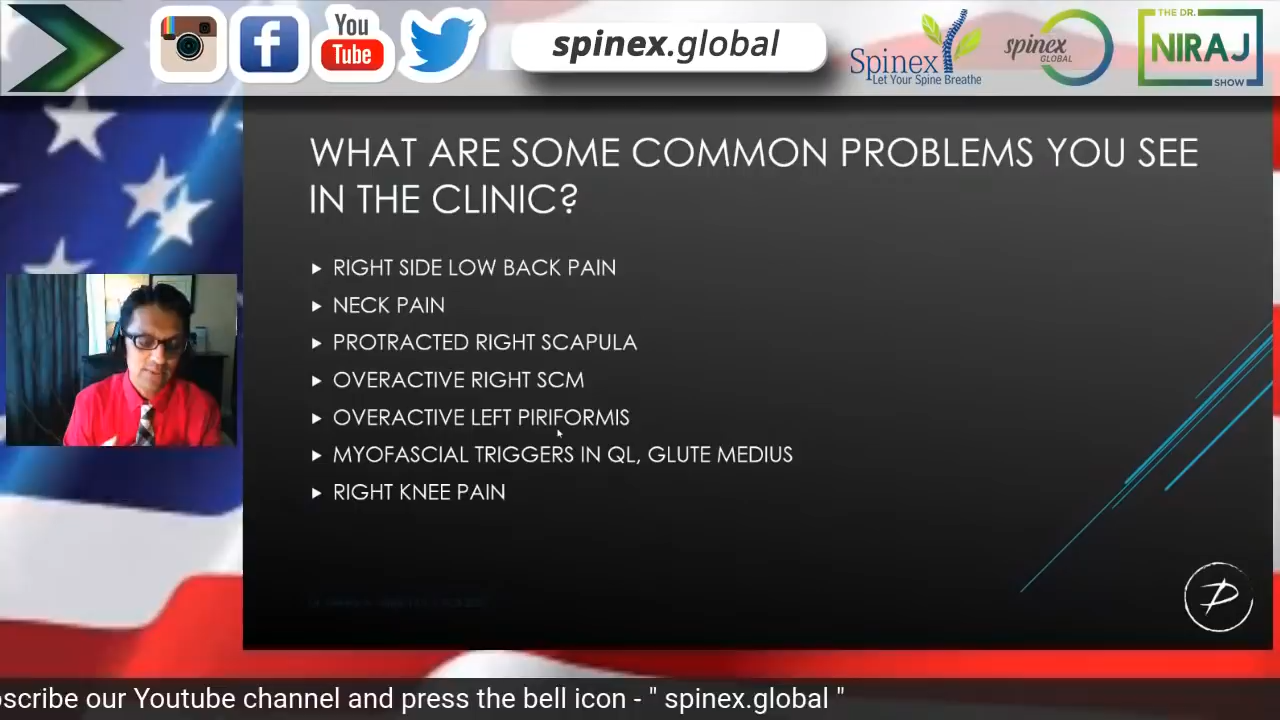 You
Tube
spinex.global
Spinex
Let Your Spine Breathe
spinex
GLOBAL
THE DR.
NIRAJ
SHOW
WHAT ARE SOME COMMON PROBLEMS YOU SEE
IN THE CLINIC?
RIGHT SIDE LOW BACK PAIN
NECK PAIN
PROTRACTED RIGHT SCAPULA
OVERACTIVE RIGHT SCM
OVERACTIVE LEFT PIRIFORMIS
MYOFASCIAL TRIGGERS IN QL, GLUTE MEDIUS
RIGHT KNEE PAIN
scribe our Youtube channel and press the bell icon - " spinex.global "